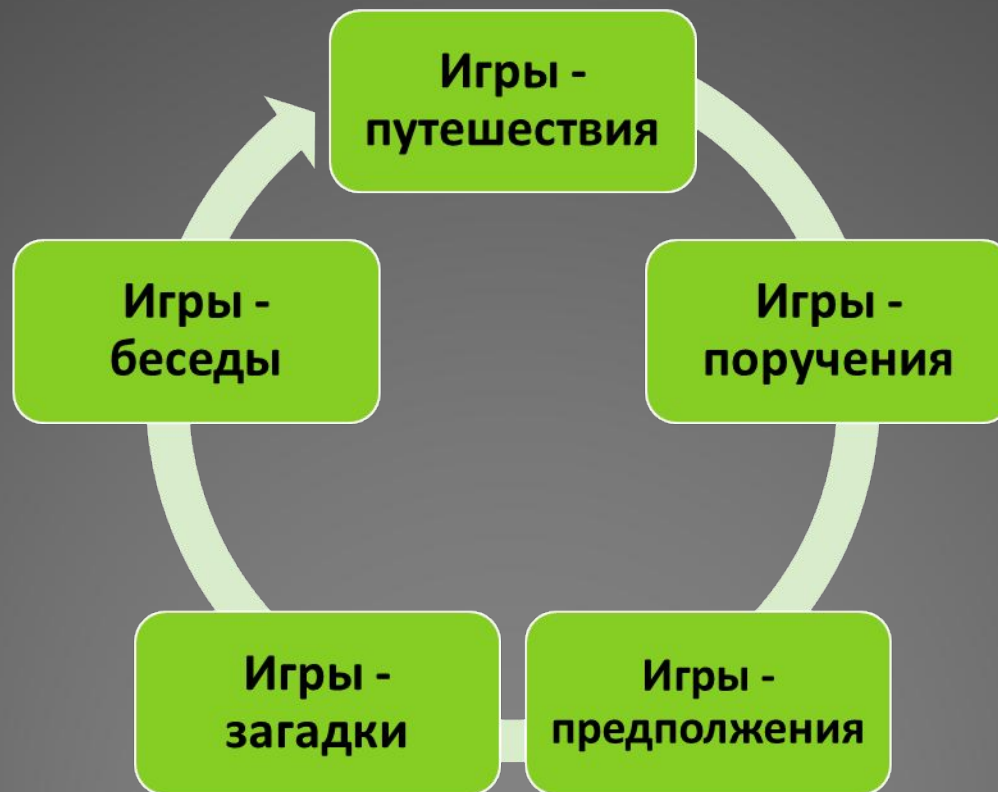 Игры -
путешествия
Игры -
поручения
Игры -
предполжения
Игры -
загадки
Игры -
беседы